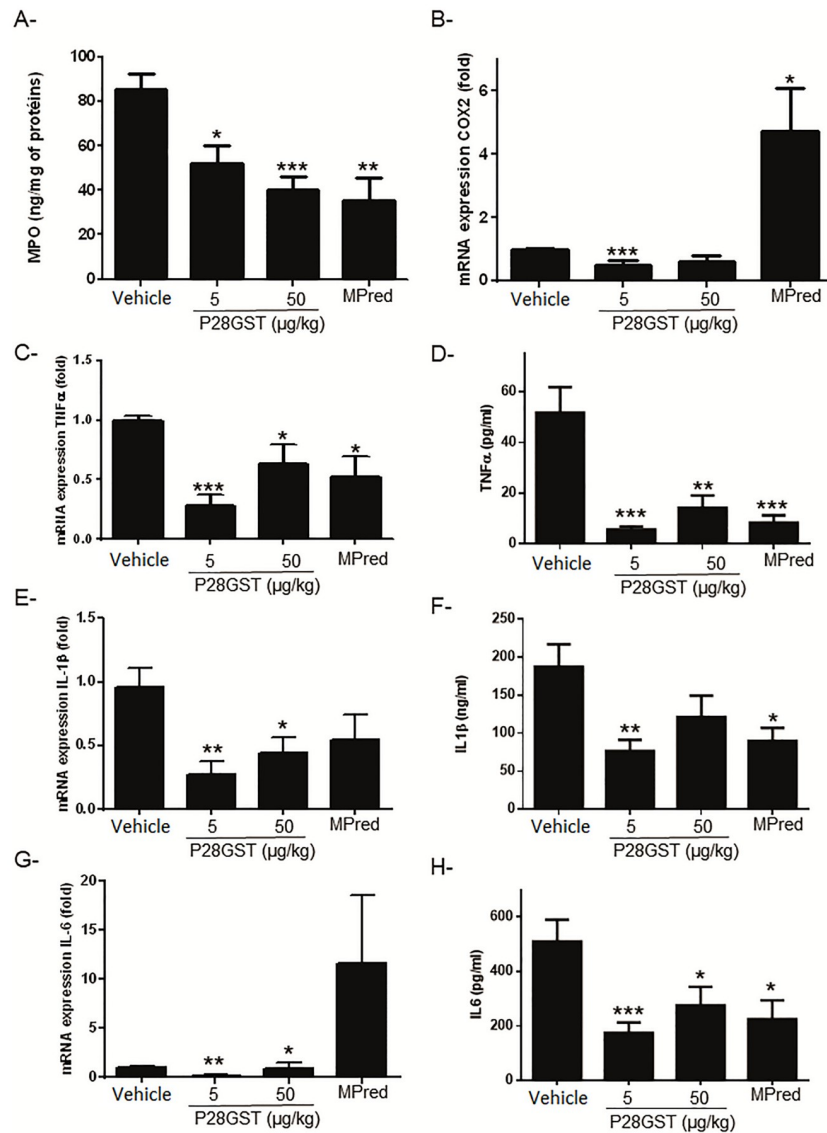 A-
MPO (ng/mg of protéins)
100
80
60
40
20
0
* *** **
Vehicle 5 50 MPred
P28GST (µg/kg)
B-
mRNA expression COX2 (fold)
6
4
2
0
*** *
Vehicle 5 50 MPred
P28GST (µg/kg)
C-
mRNA expression TNFα (fold)
1.5
1.0
0.5
0.0
*** * *
Vehicle 5 50 MPred
P28GST (µg/kg)
D-
TNFα (pg/ml)
60
40
20
0
*** ** ***
Vehicle 5 50 MPred
P28GST (µg/kg)
E-
mRNA expression IL-1β (fold)
1.5
1.0
0.5
0.0
** *
Vehicle 5 50 MPred
P28GST (µg/kg)
F-
IL1β (ng/ml)
250
200
150
100
50
0
** *
Vehicle 5 50 MPred
P28GST (µg/kg)
G-
mRNA expression IL-6 (fold)
20
15
10
5
0
** *
Vehicle 5 50 MPred
P28GST (µg/kg)
H-
IL6 (pg/ml)
600
400
200
0
*** * *
Vehicle 5 50 MPred
P28GST (µg/kg)